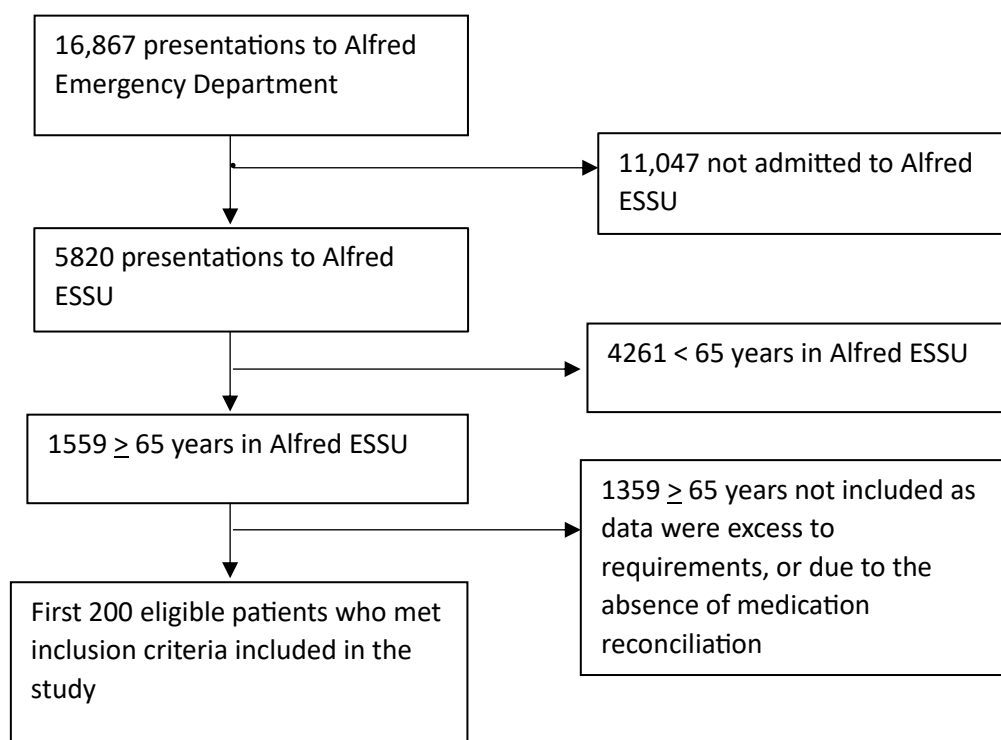 16,867 presentations to Alfred
Emergency Department
11,047 not admitted to Alfred
ESSU
5820 presentations to Alfred
ESSU
4261 < 65 years in Alfred ESSU
1559 ≥ 65 years in Alfred ESSU
1359 ≥ 65 years not included as
data were excess to
requirements, or due to the
absence of medication
reconciliation
First 200 eligible patients who met
inclusion criteria included in the
study